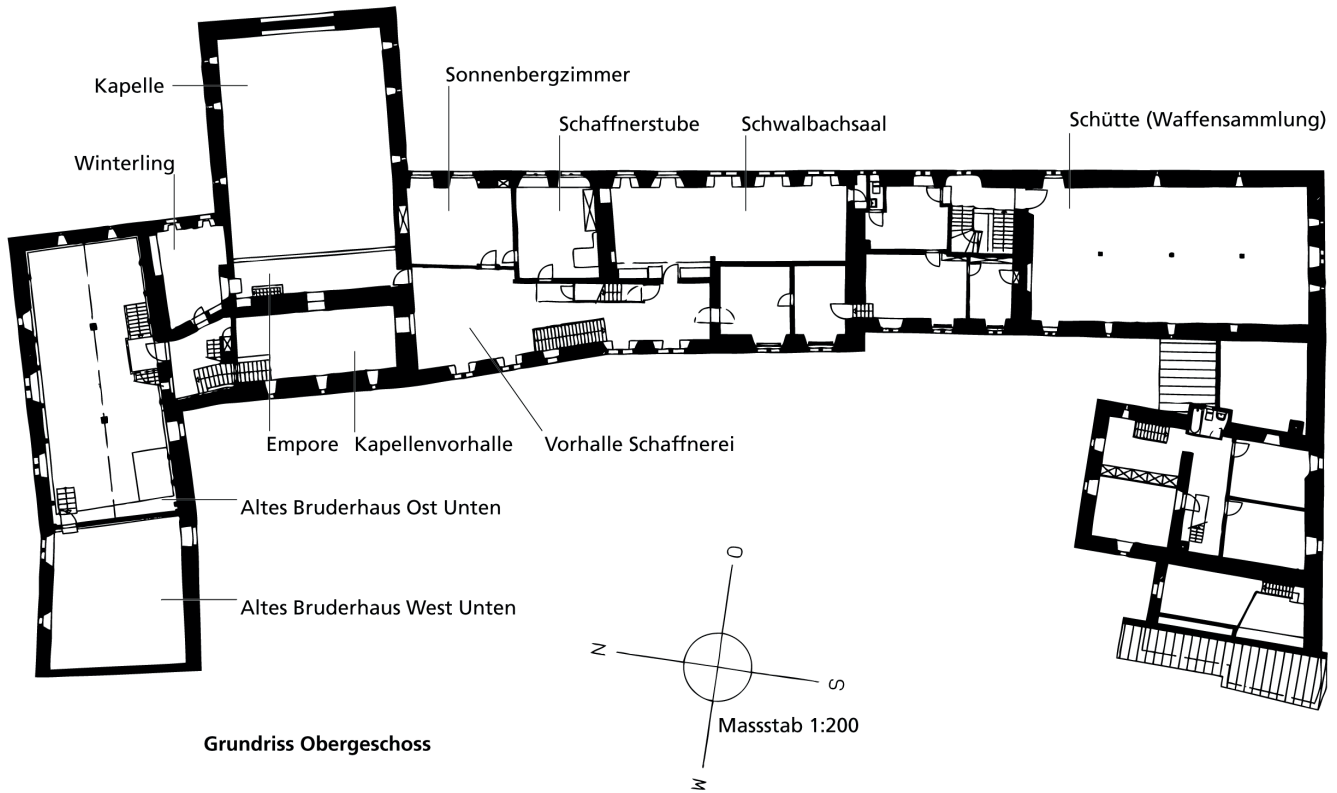 Sonnenbergzimmer
Kapelle
Schütte (Waffensammlung)
Schaffnerstube
Schwalbachsaal
Winterling
Empore
Kapellenvorhalle
Vorhalle Schaffnerei
Altes Bruderhaus Ost Unten
Altes Bruderhaus West Unten
O
N
S
W
Massstab 1:200
Grundriss Obergeschoss